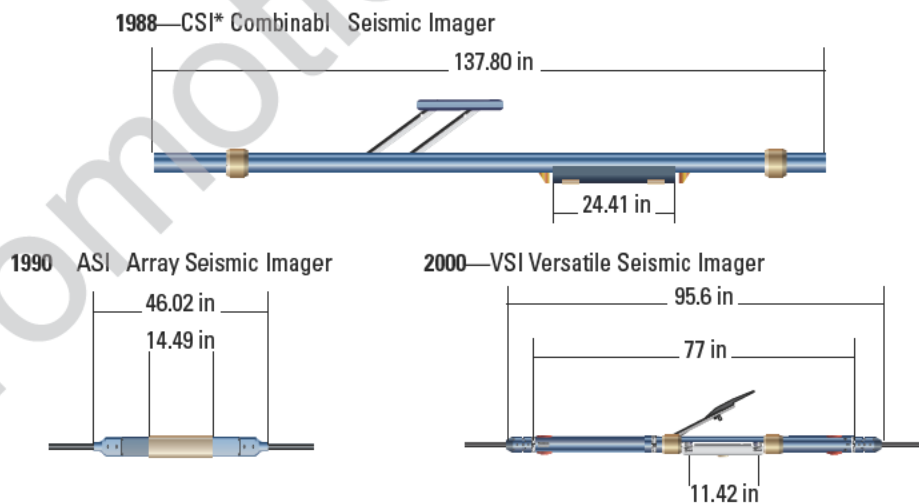 1988—CSI* Combinabl Seismic Imager
137.80 in
24.41 in
1990 ASI Array Seismic Imager
2000—VSI Versatile Seismic Imager
46.02 in
95.6 in
14.49 in
77 in
11.42 in
omotio